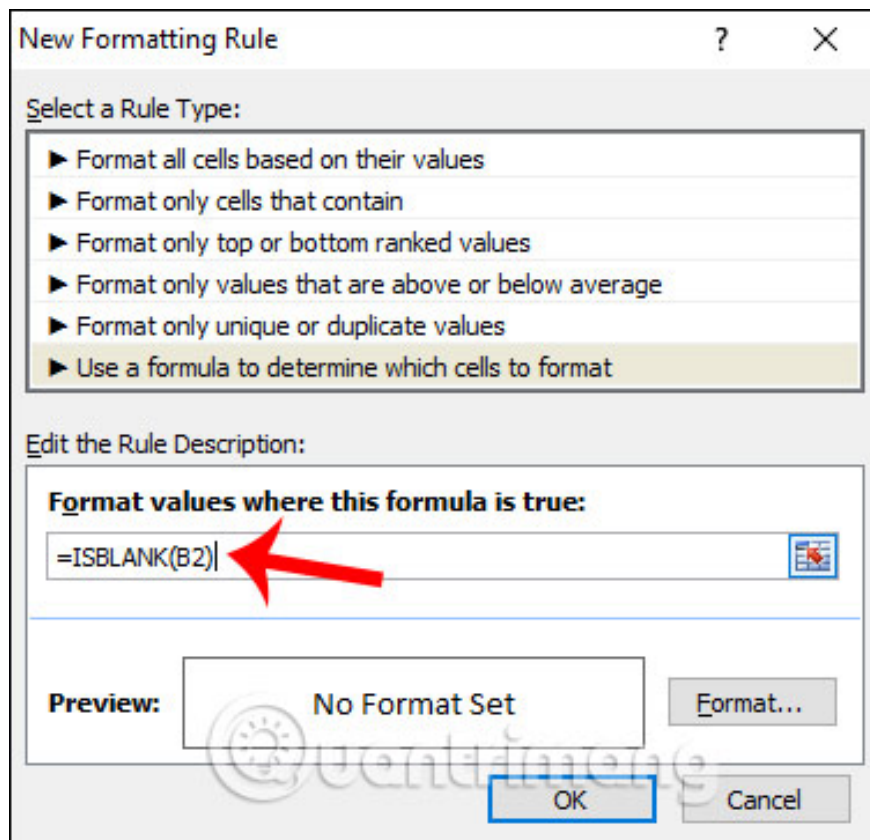 New Formatting Rule
?
Select a Rule Type:
► Format all cells based on their values
► Format only cells that contain
► Format only top or bottom ranked values
► Format only values that are above or below average
► Format only unique or duplicate values
► Use a formula to determine which cells to format
Edit the Rule Description:
Format values where this formula is true:
=ISBLANK(B2)
Preview:
No Format Set
Format...
Quantrimang
OK
Cancel